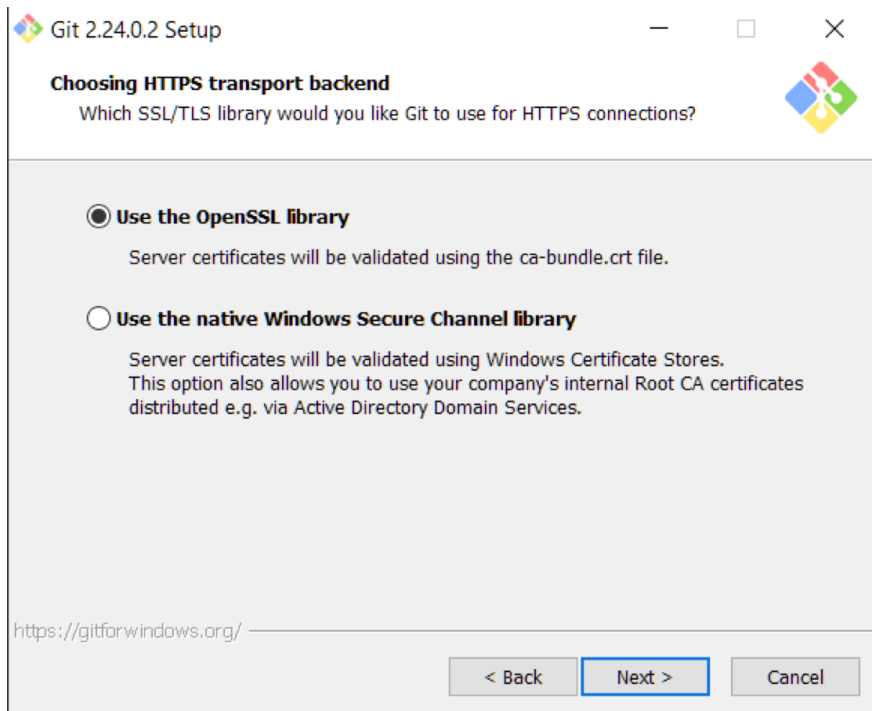 Git 2.24.0.2 Setup
Choosing HTTPS transport backend
Which SSL/TLS library would you like Git to use for HTTPS connections?
Use the OpenSSL library
Server certificates will be validated using the ca-bundle.crt file.
Use the native Windows Secure Channel library
Server certificates will be validated using Windows Certificate Stores.
This option also allows you to use your company's internal Root CA certificates
distributed e.g. via Active Directory Domain Services.
https://gitforwindows.org/
< Back
Next >
Cancel